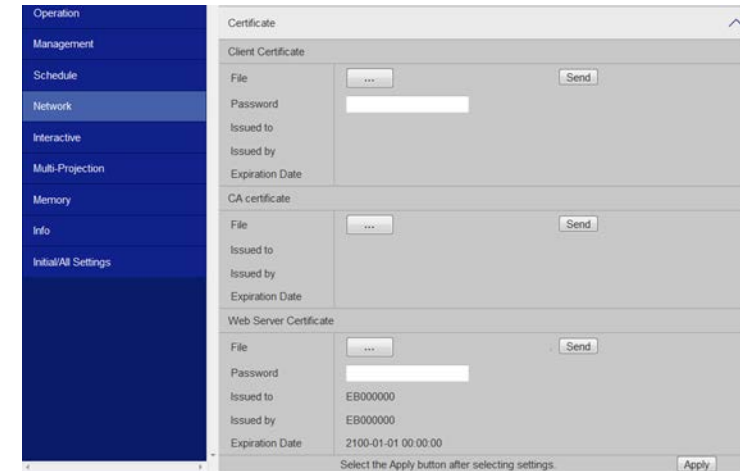 Operation
Management
Schedule
Network
Interactive
Multi-Projection
Memory
Info
Initial/All Settings
Certificate
Client Certificate
File ... Send
Password
Issued to
Issued by
Expiration Date
CA certificate
File ... Send
Issued to
Issued by
Expiration Date
Web Server Certificate
File ... Send
Password
Issued to EB000000
Issued by EB000000
Expiration Date 2100-01-01 00:00:00
Select the Apply button after selecting settings. Apply